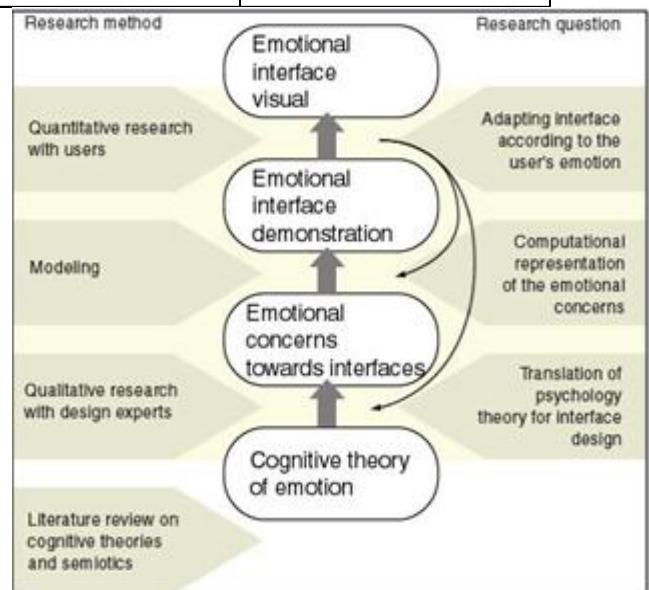 Research method
Research question
Emotional
interface
visual
Quantitative research
with users
Adapting interface
according to the
user's emotion
Emotional
interface
demonstration
Modeling
Computational
representation
of the emotional
concerns
Emotional
concerns
towards interfaces
Qualitative research
with design experts
Translation of
psychology
theory for interface
design
Cognitive theory
of emotion
Literature review on
cognitive theories
and semiotics